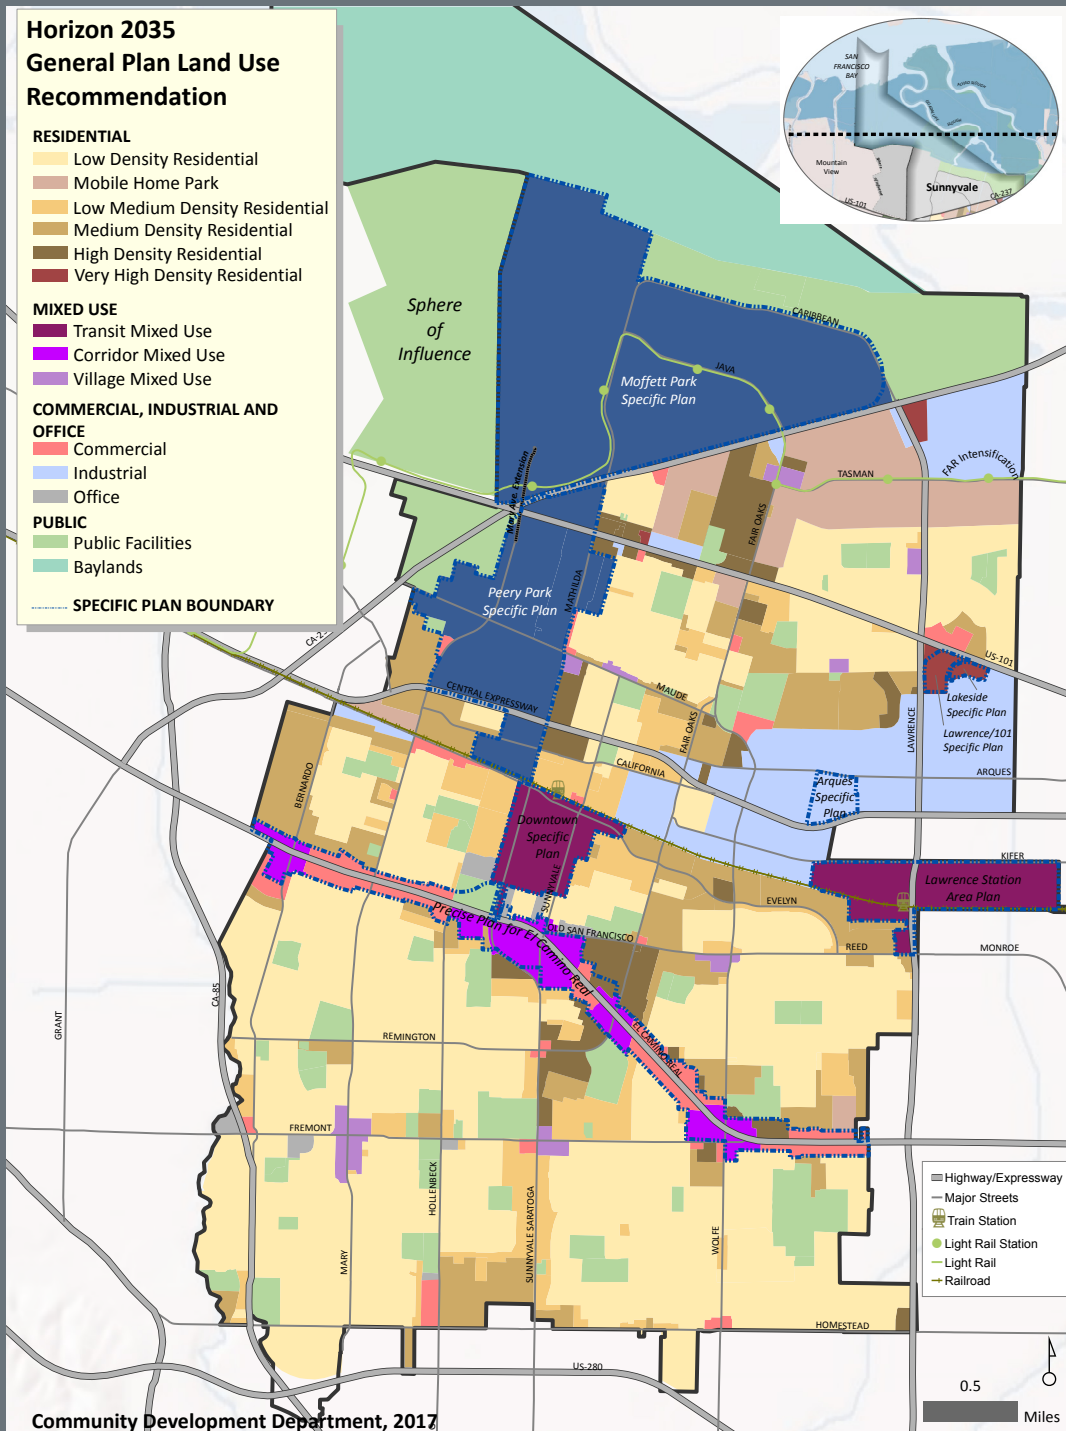 Horizon 2035
General Plan Land Use
Recommendation
RESIDENTIAL
Low Density Residential
Mobile Home Park
Low Medium Density Residential
Medium Density Residential
High Density Residential
Very High Density Residential
MIXED USE
Transit Mixed Use
Corridor Mixed Use
Village Mixed Use
COMMERCIAL, INDUSTRIAL AND
OFFICE
Commercial
Industrial
Office
PUBLIC
Public Facilities
Baylands
SPECIFIC PLAN BOUNDARY
SAN
FRANCISCO
BAY
Mountain
View
Sunnyvale
CA-237
US-101
Sphere
of
Influence
CARIBBEAN
JAVA
Moffett Park
Specific Plan
Mary Ave. Extension
TASMAN
FAR Intensification
FAIR OAKS
Peery Park
Specific Plan
MATHILDA
US-101
CENTRAL EXPRESSWAY
MAUDE
FAIR OAKS
LAWRENCE
Lakeside
Specific Plan
Lawrence/101
Specific Plan
BERNARDO
CALIFORNIA
ARQUES
Arques
Specific
Plan
Downtown
Specific
Plan
SUNNYVALE
KIFER
Lawrence Station
Area Plan
EVELYN
Precise Plan for El Camino Real
OLD SAN FRANCISCO
REED
MONROE
CA-85
GRANT
REMINGTON
EL CAMINO REAL
FREMONT
HOLLENBECK
MARY
SUNNYVALE SARATOGA
WOLFE
HOMESTEAD
US-280
Highway/Expressway
Major Streets
Train Station
Light Rail Station
Light Rail
Railroad
0.5
Miles
Community Development Department, 2017